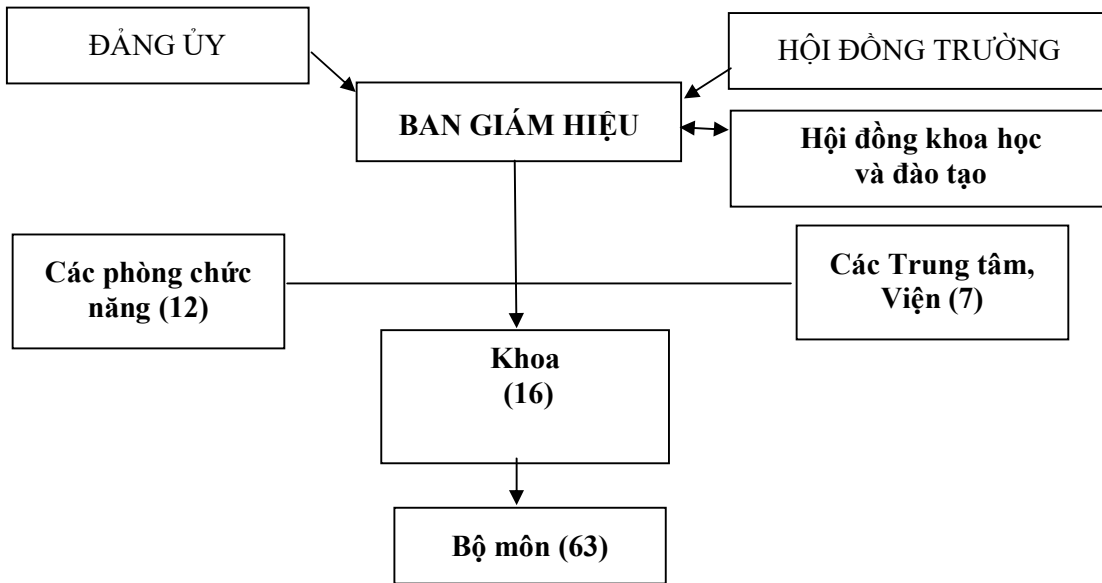 ĐẢNG ỦY
HỘI ĐỒNG TRƯỜNG
BAN GIÁM HIỆU
Hội đồng khoa học
và đào tạo
Các phòng chức
năng (12)
Các Trung tâm,
Viện (7)
Khoa
(16)
Bộ môn (63)